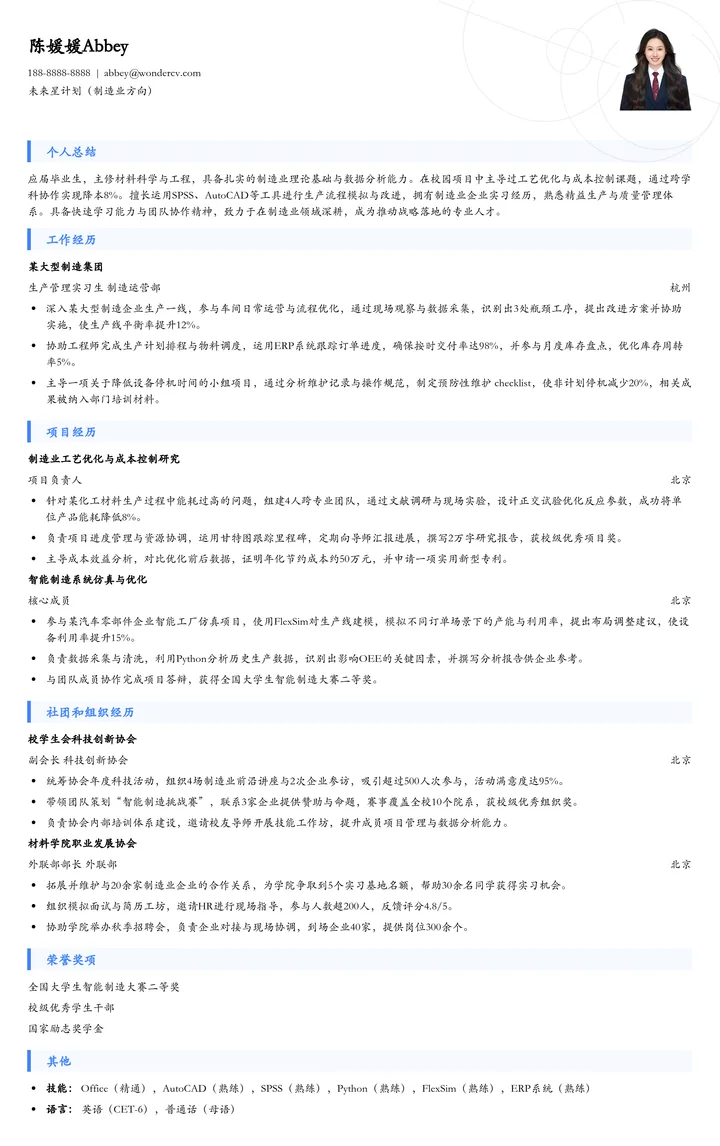 陈媛媛Abbey
188-8888-8888 | abbey@wondercv.com
未来星计划（制造业方向）
个人总结
应届毕业生，主修材料科学与工程，具备扎实的制造业理论基础与数据分析能力。在校园项目中主导过工艺优化与成本控制课题，通过跨学
科协作实现降本8%。擅长运用SPSS、AutoCAD等工具进行生产流程模拟与改进，拥有制造业企业实习经历，熟悉精益生产与质量管理体
系。具备快速学习能力与团队协作精神，致力于在制造业领域深耕，成为推动战略落地的专业人才。
工作经历
某大型制造集团
生产管理实习生 制造运营部 杭州
• 深入某大型制造企业生产一线，参与车间日常运营与流程优化，通过现场观察与数据采集，识别出3处瓶颈工序，提出改进方案并协助
实施，使生产线平衡率提升12%。
• 协助工程师完成生产计划排程与物料调度，运用ERP系统跟踪订单进度，确保按时交付率达98%，并参与月度库存盘点，优化库存周转
率5%。
• 主导一项关于降低设备停机时间的小组项目，通过分析维护记录与操作规范，制定预防性维护 checklist，使非计划停机减少20%，相关成
果被纳入部门培训材料。
项目经历
制造业工艺优化与成本控制研究
项目负责人 北京
• 针对某化工材料生产过程中能耗过高的问题，组建4人跨专业团队，通过文献调研与现场实验，设计正交试验优化反应参数，成功将单
位产品能耗降低8%。
• 负责项目进度管理与资源协调，运用甘特图跟踪里程碑，定期向导师汇报进展，撰写2万字研究报告，获校级优秀项目奖。
• 主导成本效益分析，对比优化前后数据，证明年化节约成本约50万元，并申请一项实用新型专利。
智能制造系统仿真与优化
核心成员 北京
• 参与某汽车零部件企业智能工厂仿真项目，使用FlexSim对生产线建模，模拟不同订单场景下的产能与利用率，提出布局调整建议，使设
备利用率提升15%。
• 负责数据采集与清洗，利用Python分析历史生产数据，识别出影响OEE的关键因素，并撰写分析报告供企业参考。
• 与团队成员协作完成项目答辩，获得全国大学生智能制造大赛二等奖。
社团和组织经历
校学生会科技创新协会
副会长 科技创新协会 北京
• 统筹协会年度科技活动，组织4场制造业前沿讲座与2次企业参访，吸引超过500人次参与，活动满意度达95%。
• 带领团队策划“智能制造挑战赛”，联系3家企业提供赞助与命题，赛事覆盖全校10个院系，获校级优秀组织奖。
• 负责协会内部培训体系建设，邀请校友导师开展技能工作坊，提升成员项目管理与数据分析能力。
材料学院职业发展协会
外联部部长 外联部 北京
• 拓展并维护与20余家制造业企业的合作关系，为学院争取到5个实习基地名额，帮助30余名同学获得实习机会。
• 组织模拟面试与简历工坊，邀请HR进行现场指导，参与人数超200人，反馈评分4.8/5。
• 协助学院举办秋季招聘会，负责企业对接与现场协调，到场企业40家，提供岗位300余个。
荣誉奖项
全国大学生智能制造大赛二等奖
校级优秀学生干部
国家励志奖学金
其他
• 技能： Office（精通），AutoCAD（熟练），SPSS（熟练），Python（熟练），FlexSim（熟练），ERP系统（熟练）
• 语言： 英语（CET-6），普通话（母语）